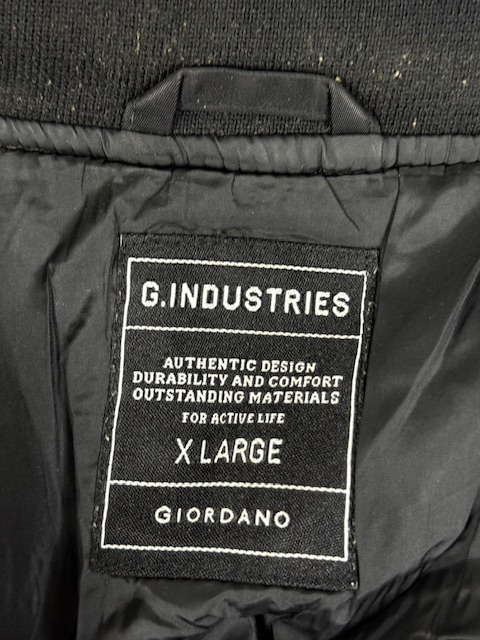 G.INDUSTRIES
AUTHENTIC DESIGN
DURABILITY AND COMFORT
OUTSTANDING MATERIALS
FOR ACTIVE LIFE
X LARGE
GIORDANO